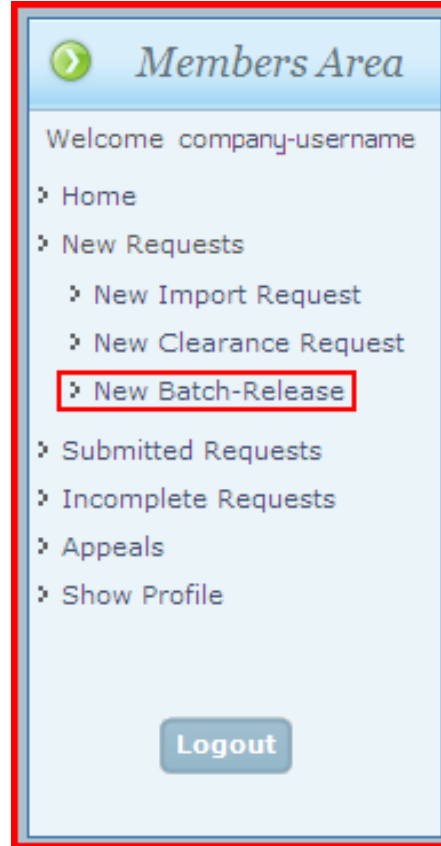 Members Area
Welcome company-username
Home
New Requests
New Import Request
New Clearance Request
New Batch-Release
Submitted Requests
Incomplete Requests
Appeals
Show Profile
Logout